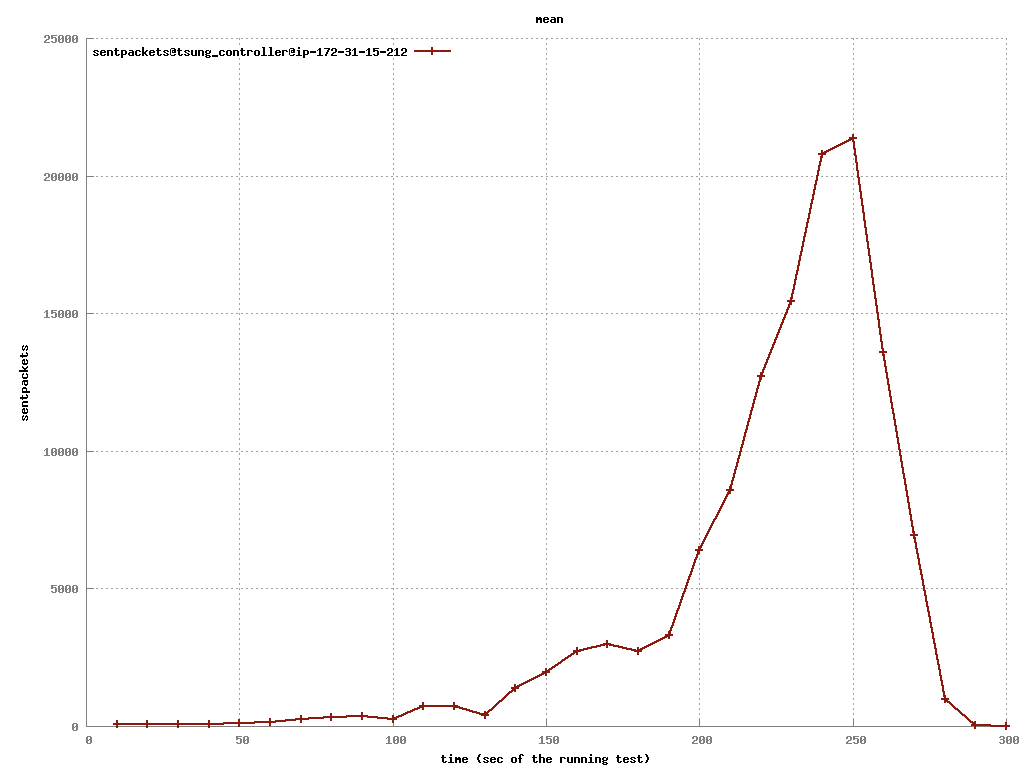 mean
25000
sentpackets@tsung_controller@ip-172-31-15-212
20000
15000
sentpackets
10000
5000
0
0 50 100 150 200 250 300
time (sec of the running test)